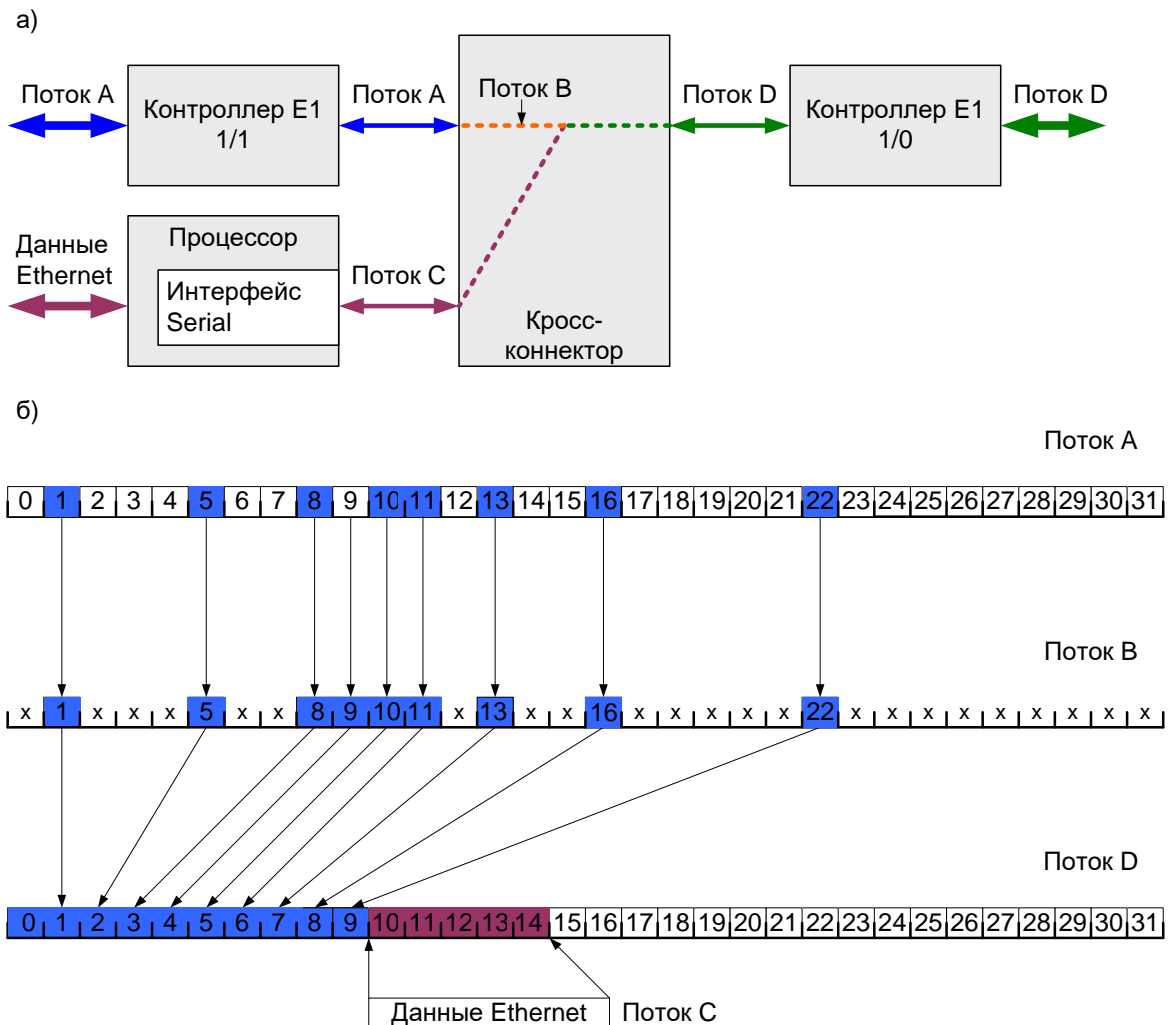 а)
Поток А
Контроллер Е1
1/1
Поток А
Поток В
Поток D
Контроллер Е1
1/0
Поток D
Данные
Ethernet
Процессор
Интерфейс
Serial
Поток С
Кросс-
коннектор
б)
Поток А
0 1 2 3 4 5 6 7 8 9 10 11 12 13 14 15 16 17 18 19 20 21 22 23 24 25 26 27 28 29 30 31
Поток В
x 1 x x x 5 x x 8 9 10 11 x 13 x x 16 x x x x x 22 x x x x x x x x x
Поток D
0 1 2 3 4 5 6 7 8 9 10 11 12 13 14 15 16 17 18 19 20 21 22 23 24 25 26 27 28 29 30 31
Данные Ethernet Поток С